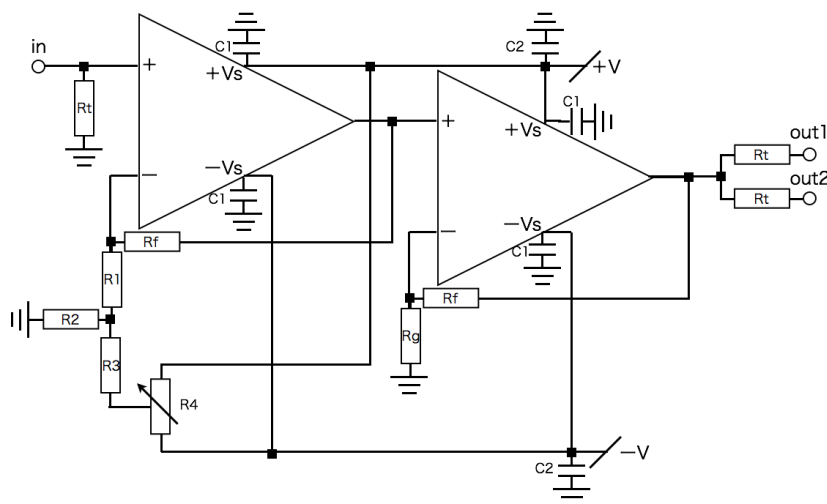 in
C1
C2
+V
+
+Vs
Rt
C1
+
+Vs
out1
Rt
−Vs
−
C1
out2
Rt
−
−Vs
Rf
C1
R1
Rf
R2
Rg
R3
R4
−V
C2